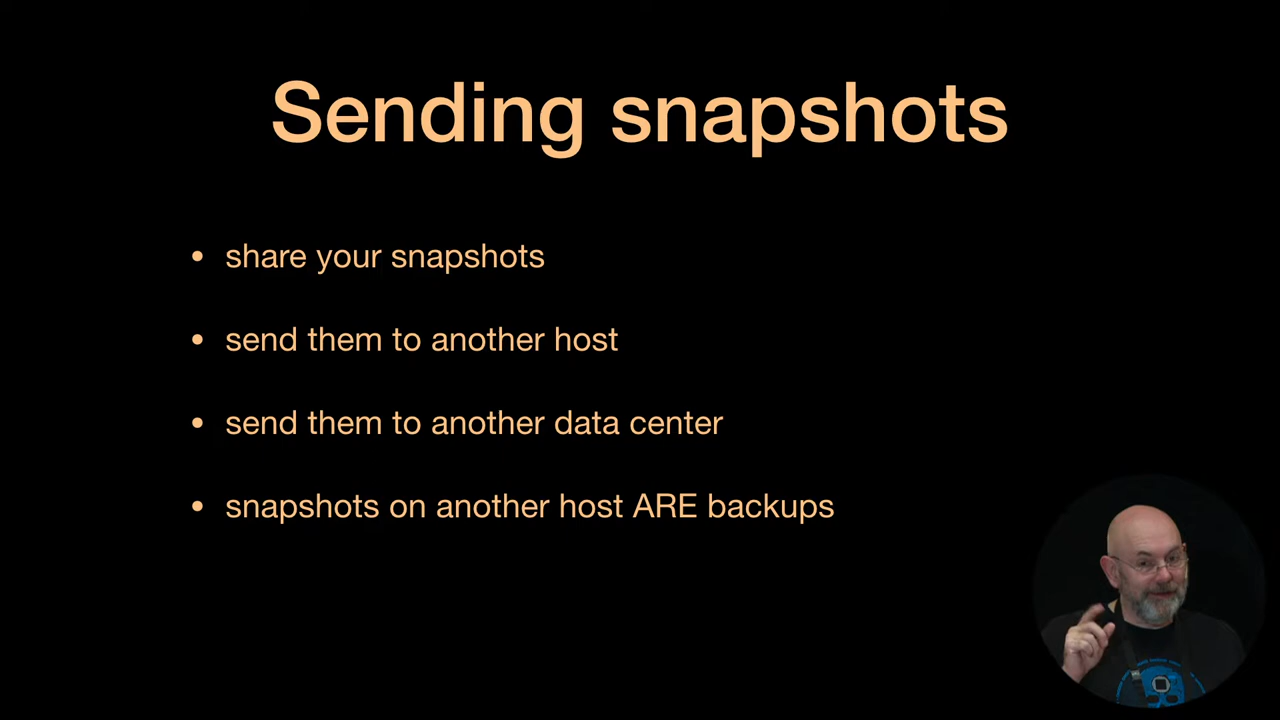 Sending snapshots
• share your snapshots
• send them to another host
• send them to another data center
• snapshots on another host ARE backups